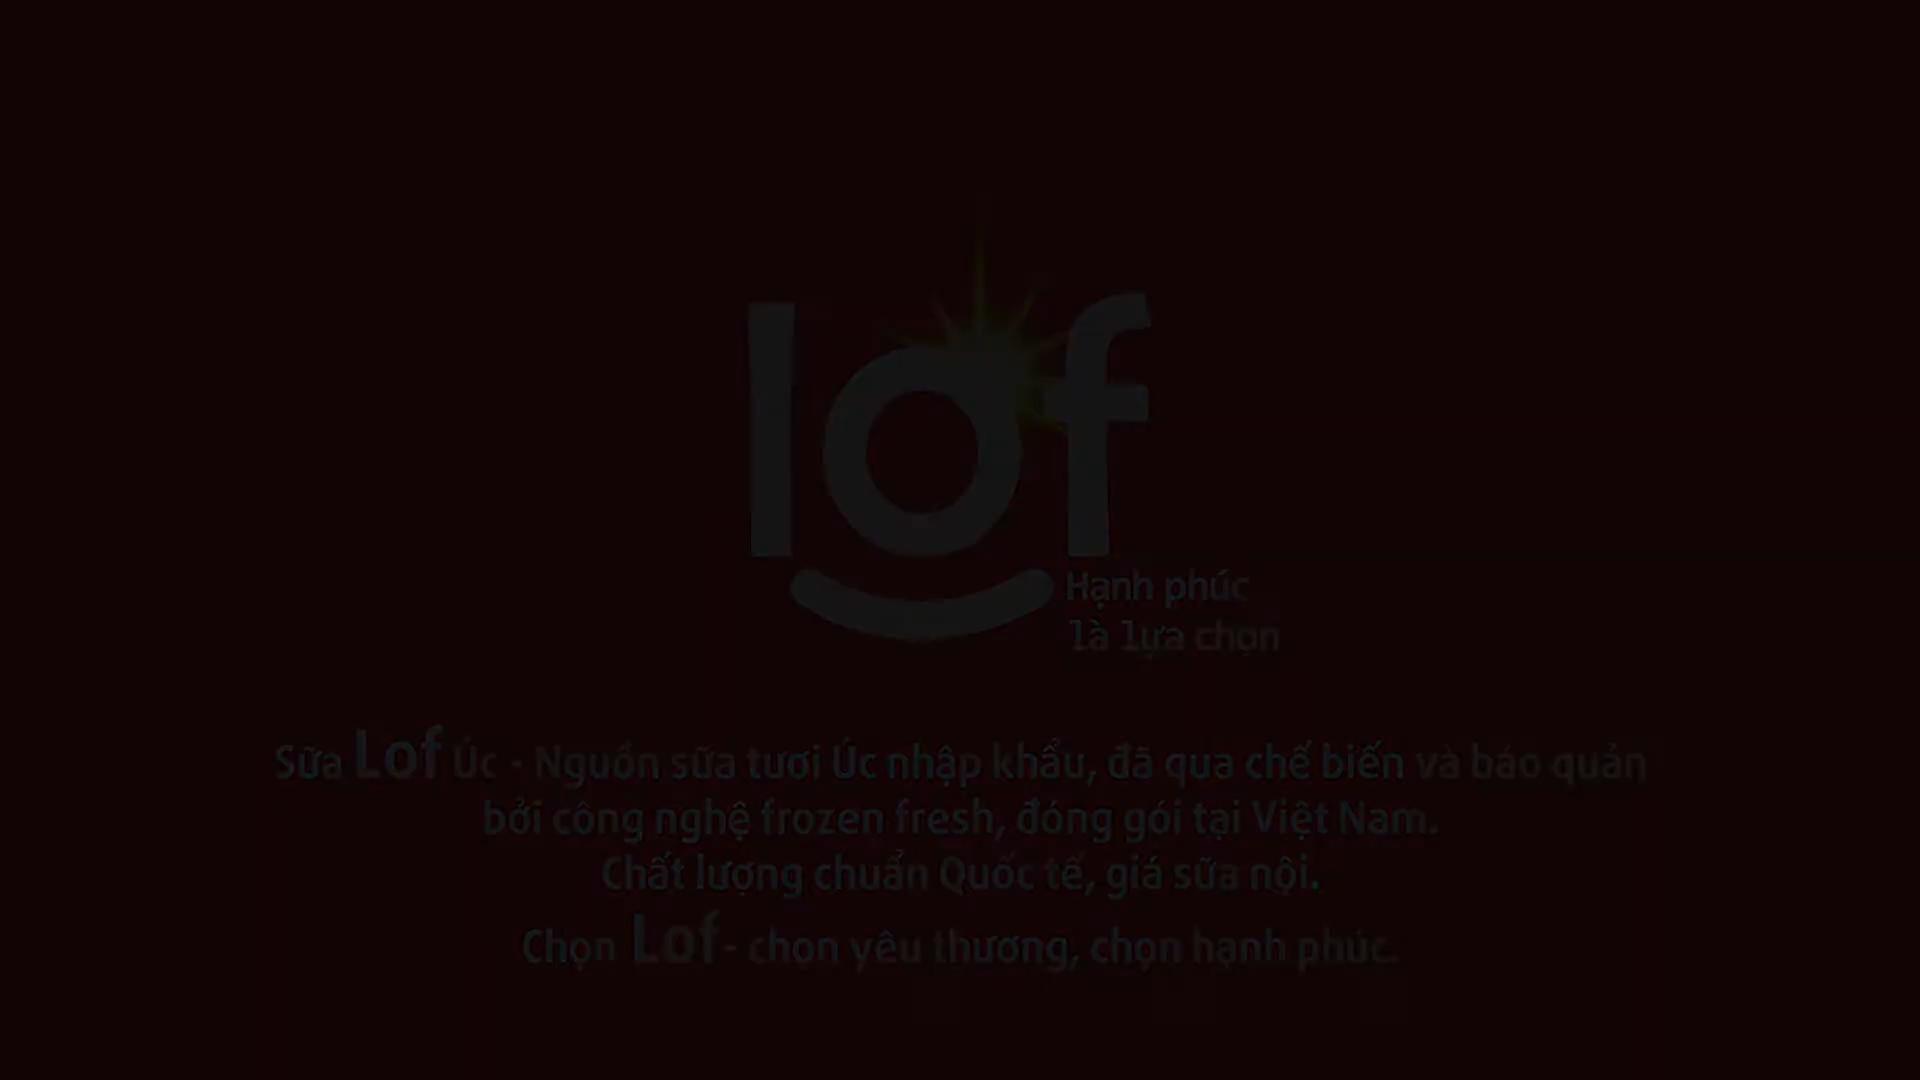 lof
Hạnh phúc
là lựa chọn
Sữa Lof Úc - Nguồn sữa tươi Úc nhập khẩu, đã qua chế biến và bảo quản
bởi công nghệ frozen fresh, đóng gói tại Việt Nam.
Chất lượng chuẩn Quốc tế, giá sữa nội.
Chọn Lof- chọn yêu thương, chọn hạnh phúc.